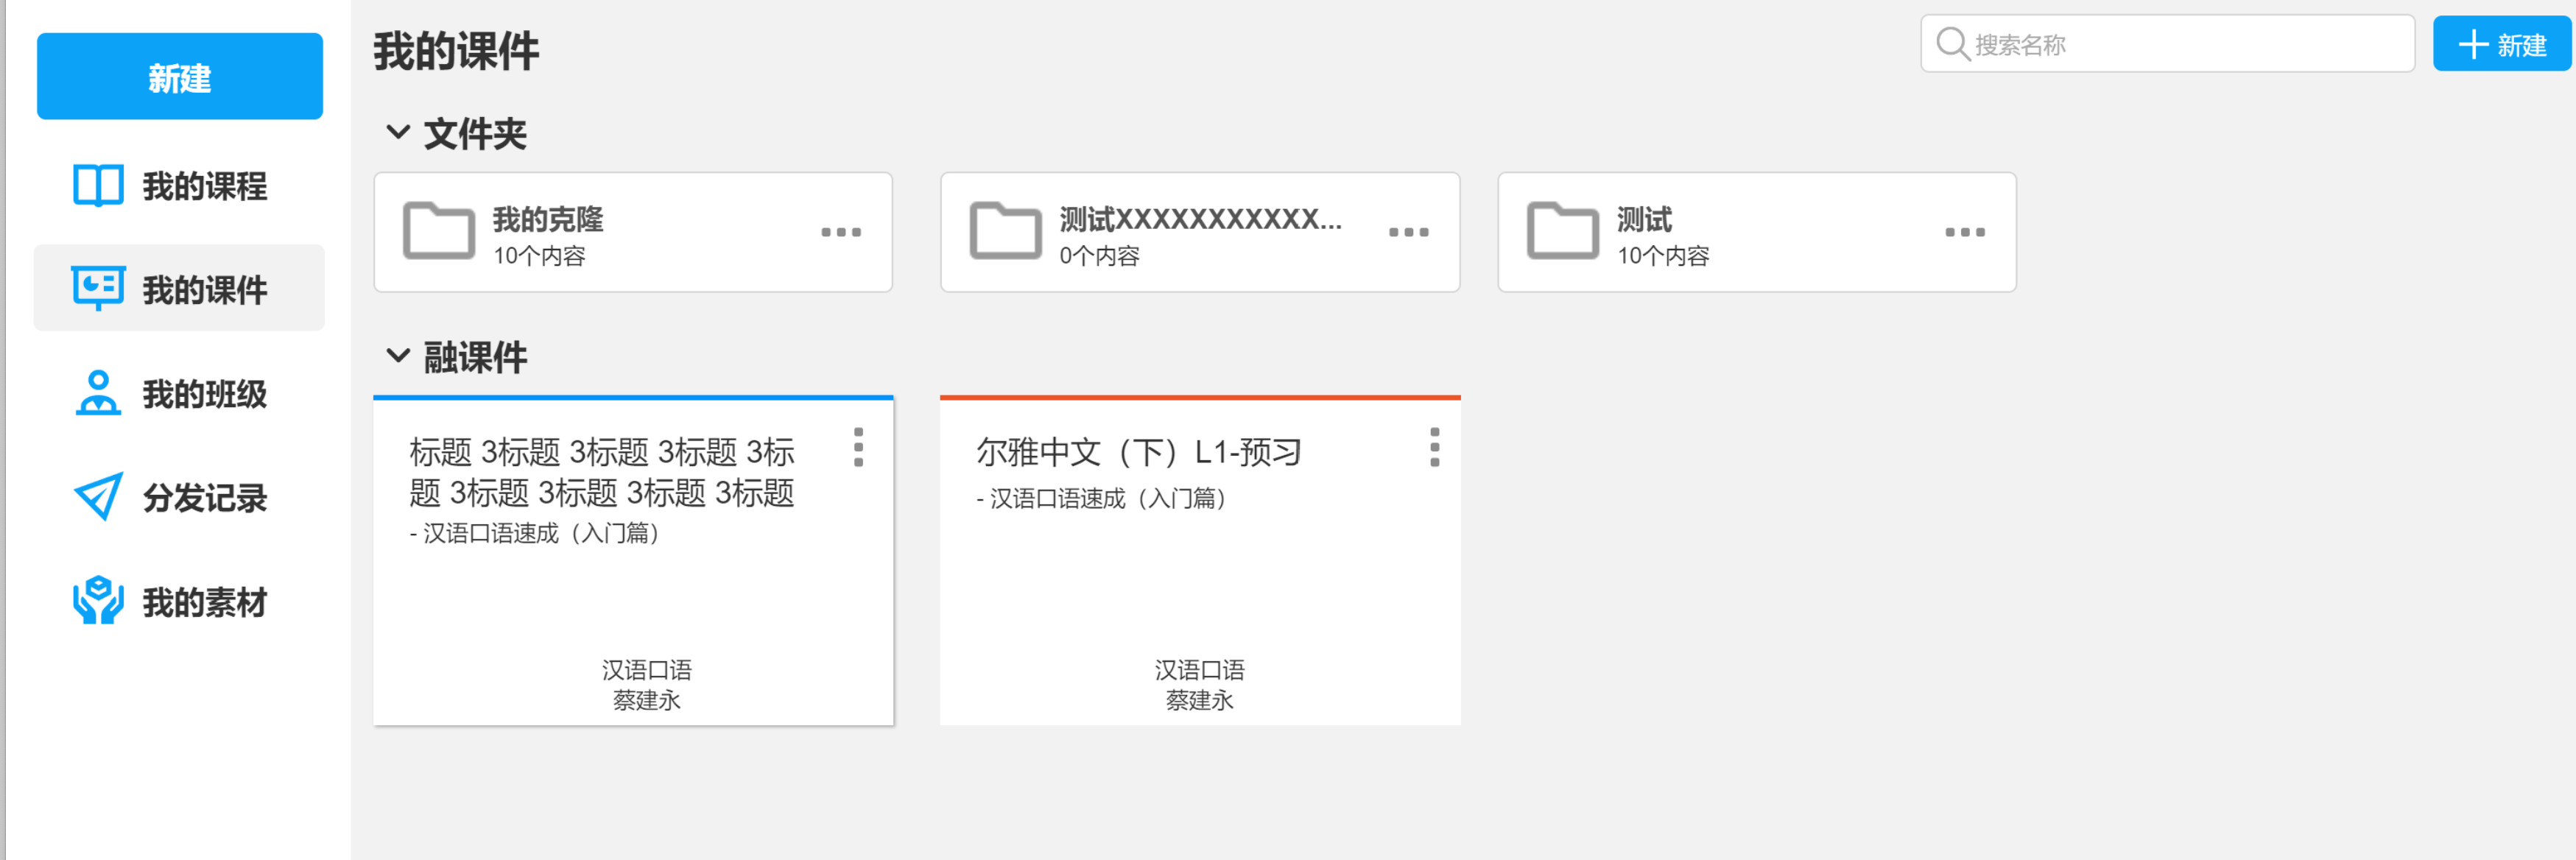 新建
我的课程
我的课件
我的班级
分发记录
我的素材
我的课件
搜索名称
新建
文件夹
我的克隆
10个内容
测试XXXXXXXXXXX...
0个内容
测试
10个内容
融课件
标题 3标题 3标题 3标题 3标
题 3标题 3标题 3标题 3标题
- 汉语口语速成（入门篇）
汉语口语
蔡建永
尔雅中文（下）L1-预习
- 汉语口语速成（入门篇）
汉语口语
蔡建永